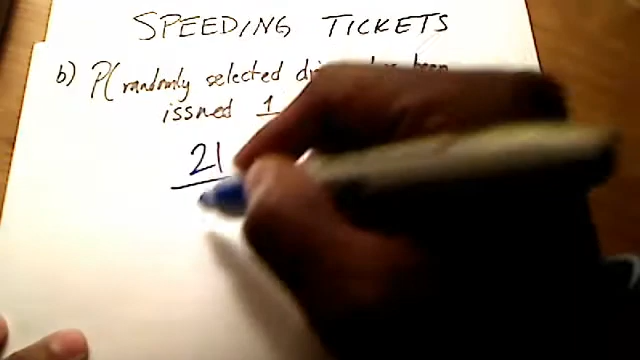 SPEEDING TICKETS
b) P(randomly selected
issued 1
21